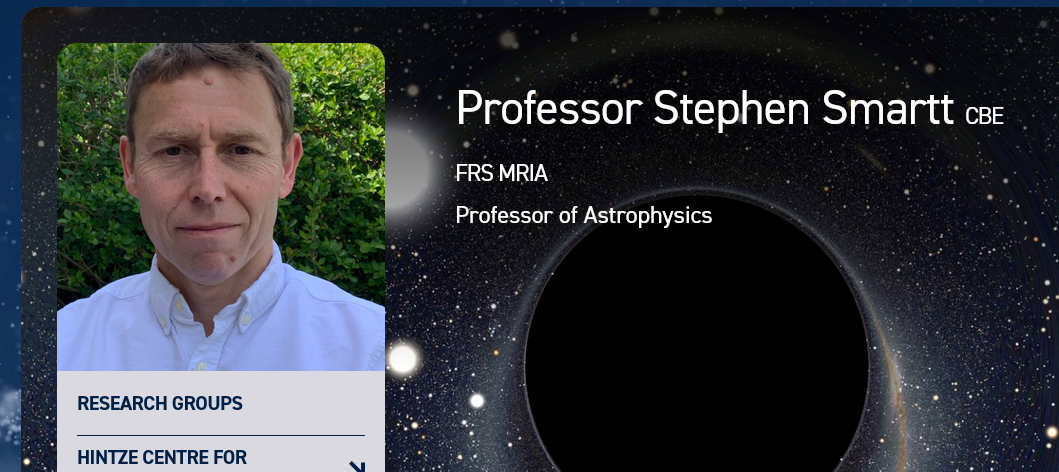 Professor Stephen Smartt CBE
FRS MRIA
Professor of Astrophysics
RESEARCH GROUPS
HINTZE CENTRE FOR